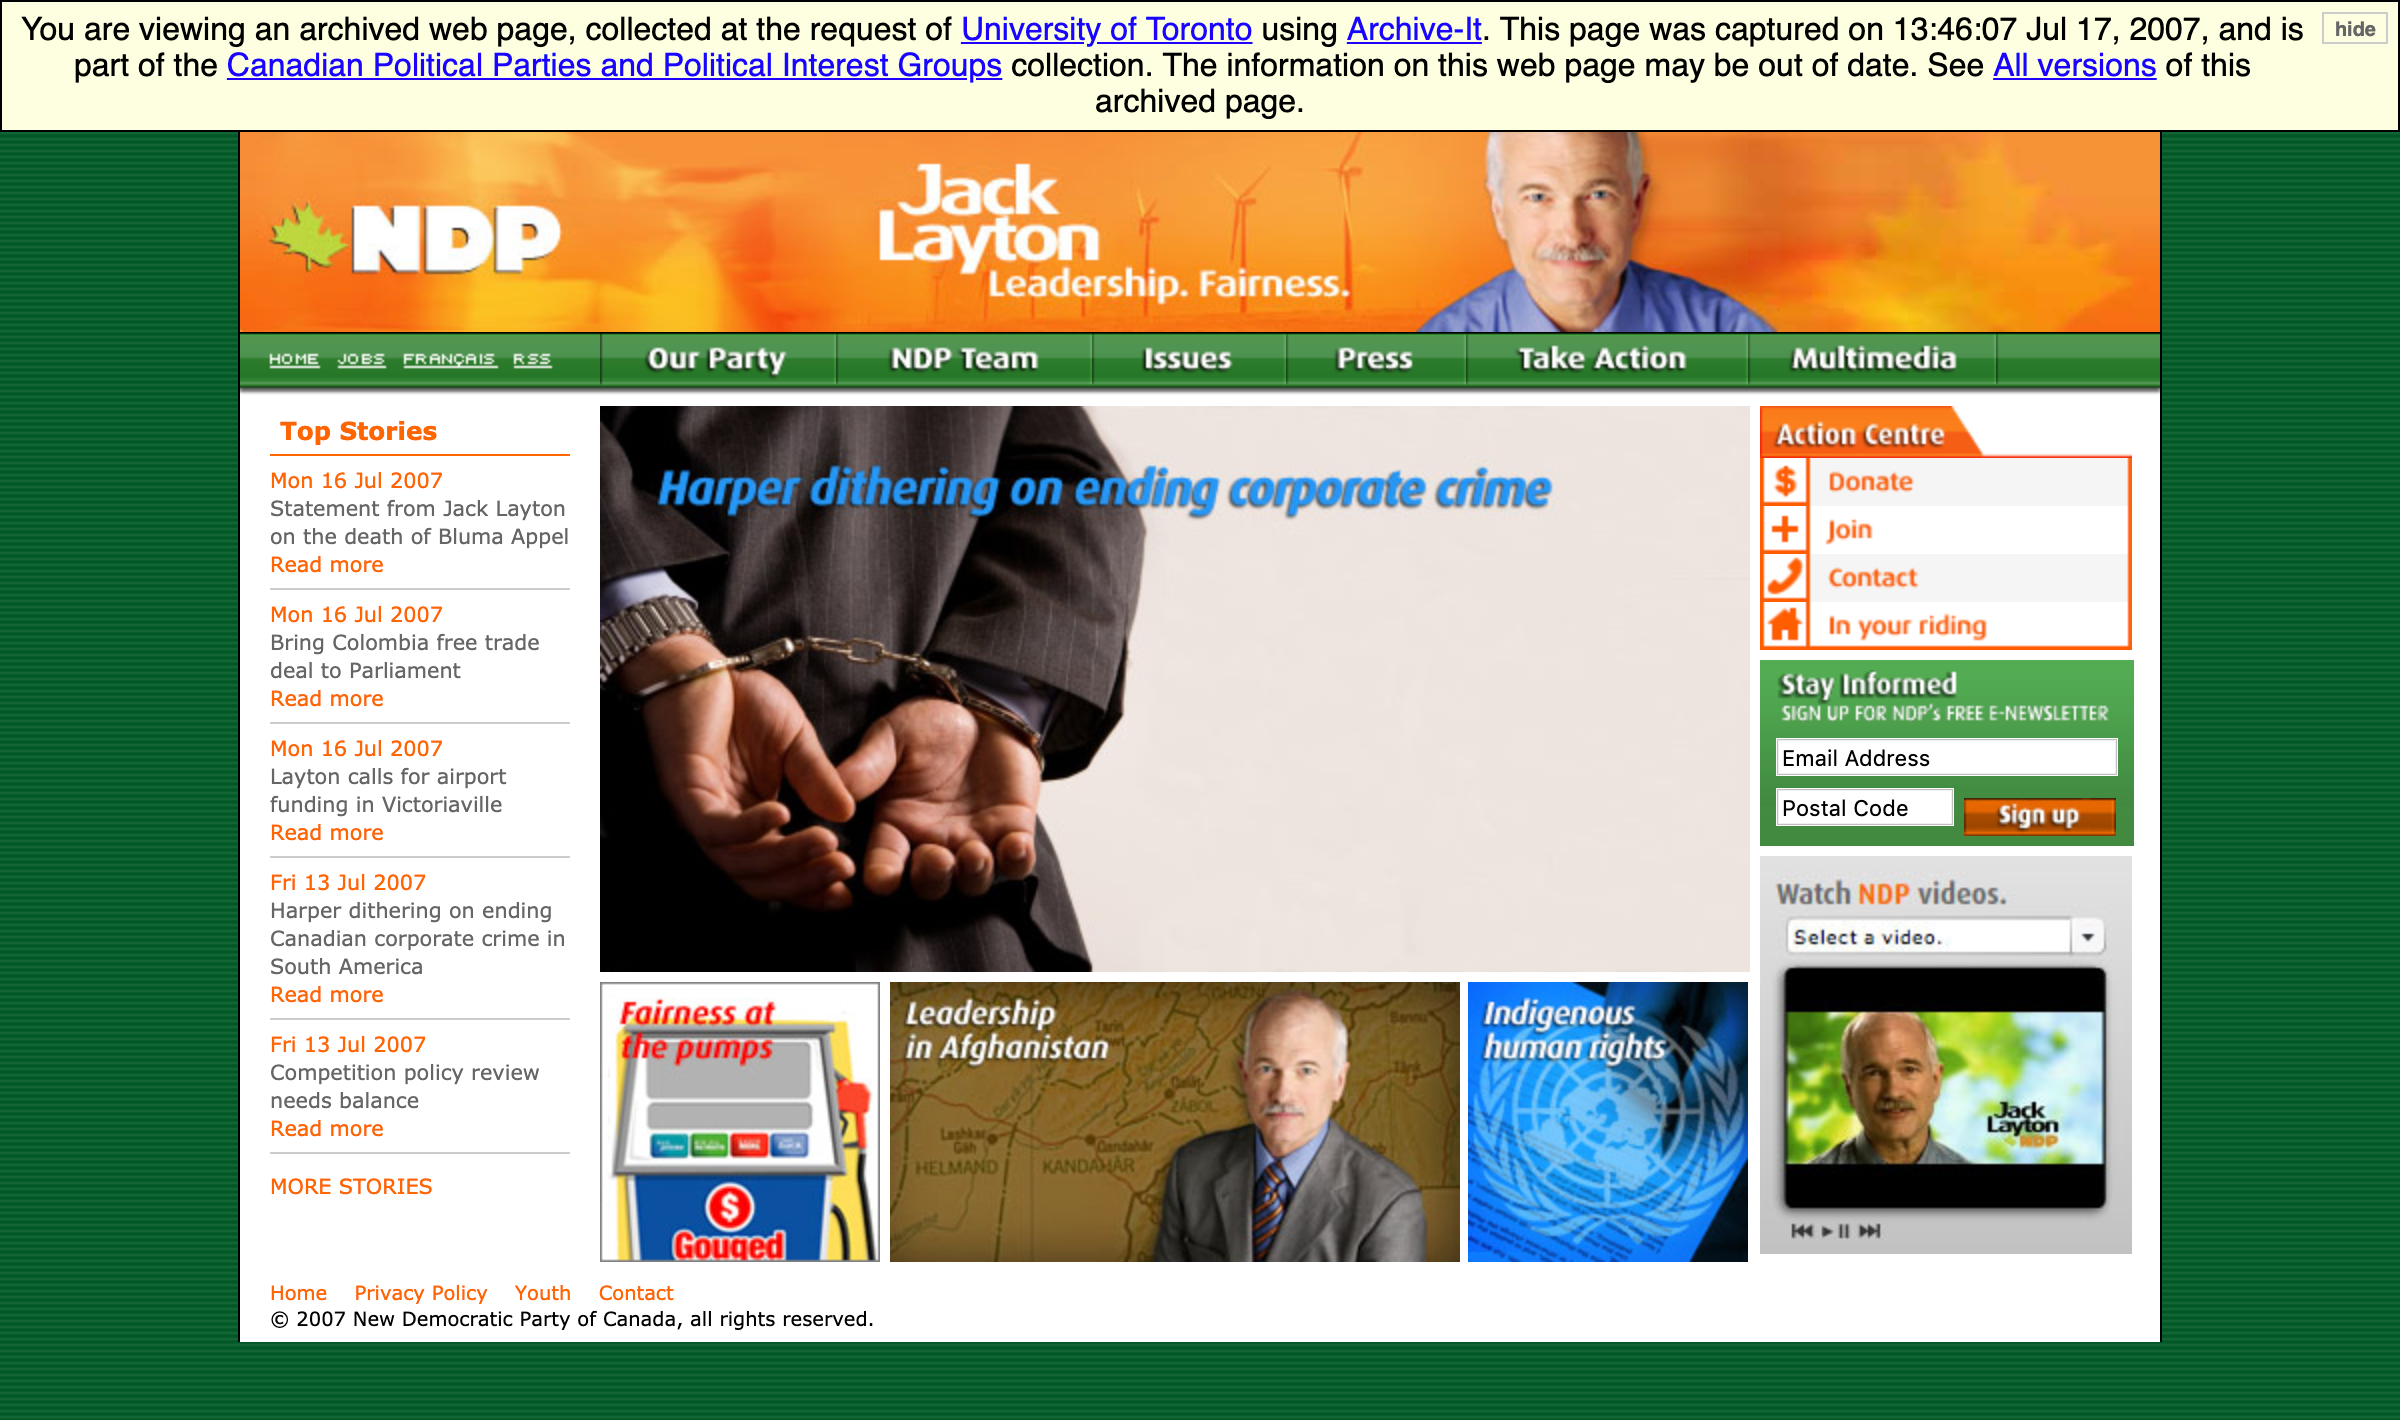 You are viewing an archived web page, collected at the request of University of Toronto using Archive-It. This page was captured on 13:46:07 Jul 17, 2007, and is
part of the Canadian Political Parties and Political Interest Groups collection. The information on this web page may be out of date. See All versions of this
archived page.
hide
NDP
Jack
Layton
Leadership. Fairness.
HOME JOBS FRANÇAIS RSS
Our Party NDP Team Issues Press Take Action Multimedia
Top Stories
Mon 16 Jul 2007
Statement from Jack Layton
on the death of Bluma Appel
Read more
Mon 16 Jul 2007
Bring Colombia free trade
deal to Parliament
Read more
Mon 16 Jul 2007
Layton calls for airport
funding in Victoriaville
Read more
Fri 13 Jul 2007
Harper dithering on ending
Canadian corporate crime in
South America
Read more
Fri 13 Jul 2007
Competition policy review
needs balance
Read more
MORE STORIES
Harper dithering on ending corporate crime
Fairness at
the pumps
$
Gouged
Leadership
in Afghanistan
Tarin
Bannu
Tank
Qalat
ZABOL
Lashkar
Gah
HELMAND
Qandahar
KANDAHAR
Indigenous
human rights
Action Centre
$ Donate
+ Join
Contact
In your riding
Stay Informed
SIGN UP FOR NDP's FREE E-NEWSLETTER
Email Address
Postal Code
Sign up
Watch NDP videos.
Select a video.
Jack
Layton
NDP
Home Privacy Policy Youth Contact
© 2007 New Democratic Party of Canada, all rights reserved.